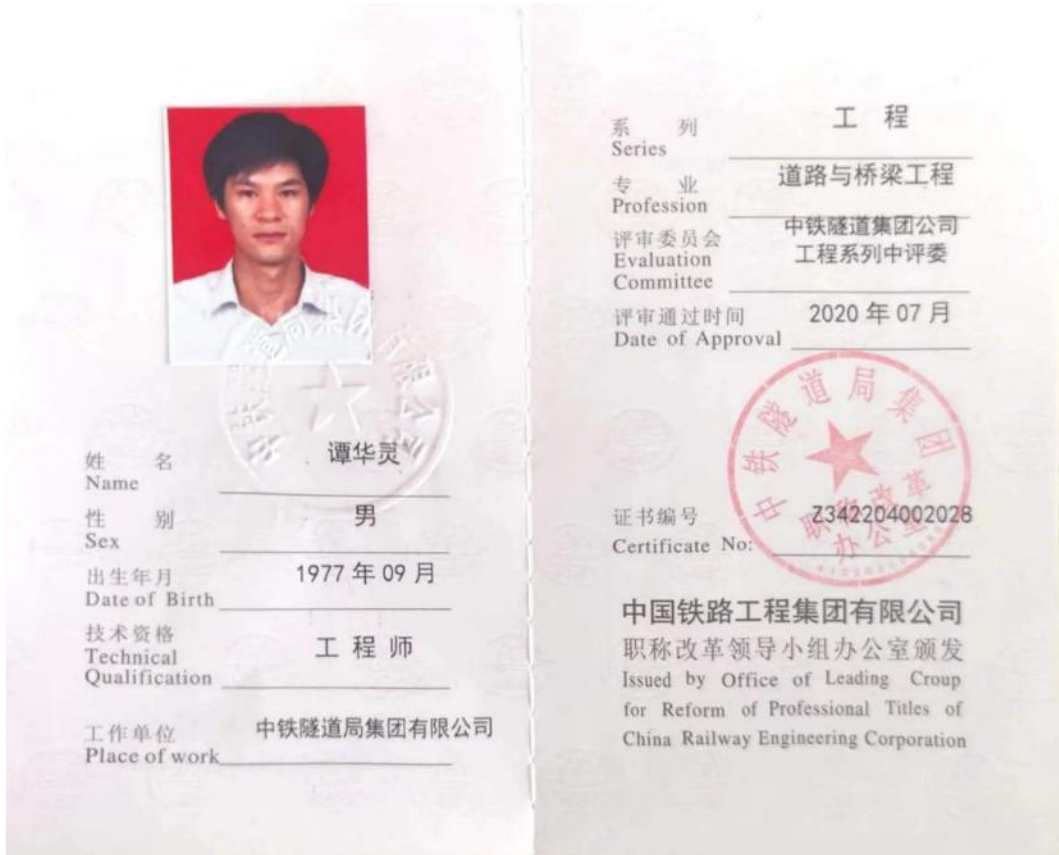 姓 名 谭华灵
Name
性 别 男
Sex
出生年月 1977 年 09 月
Date of Birth
技术资格 工 程 师
Technical
Qualification
工作单位 中铁隧道局集团有限公司
Place of work
系 列 工 程
Series
专 业 道路与桥梁工程
Profession
评审委员会 中铁隧道集团公司
Evaluation 工程系列中评委
Committee
评审通过时间 2020 年 07 月
Date of Approval
中铁隧道局集团
职称改革
办公室
证书编号 Z342204002028
Certificate No:
中国铁路工程集团有限公司
职称改革领导小组办公室颁发
Issued by Office of Leading Croup
for Reform of Professional Titles of
China Railway Engineering Corporation